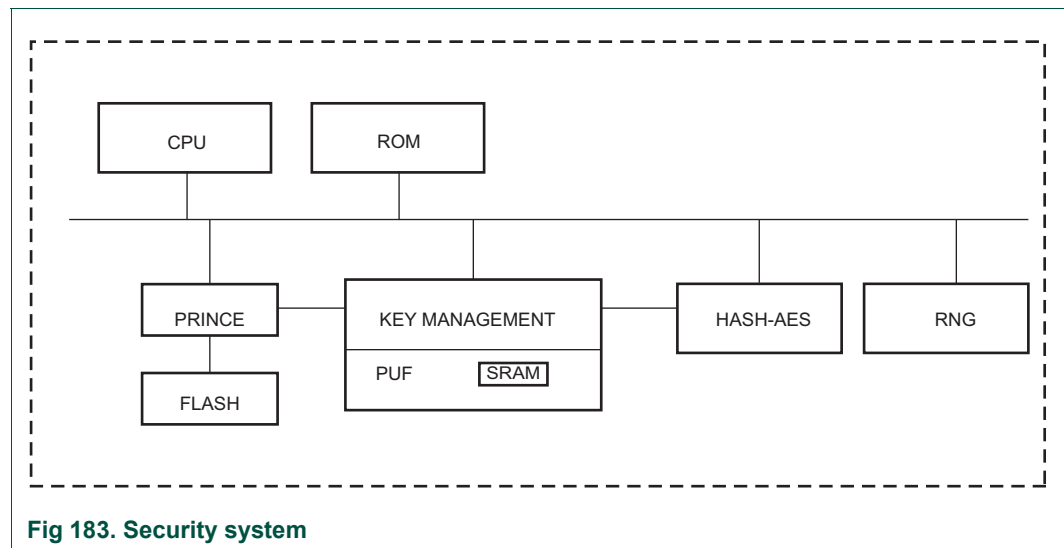 CPU
ROM
PRINCE
KEY MANAGEMENT
HASH-AES
RNG
PUF
SRAM
FLASH
Fig 183. Security system